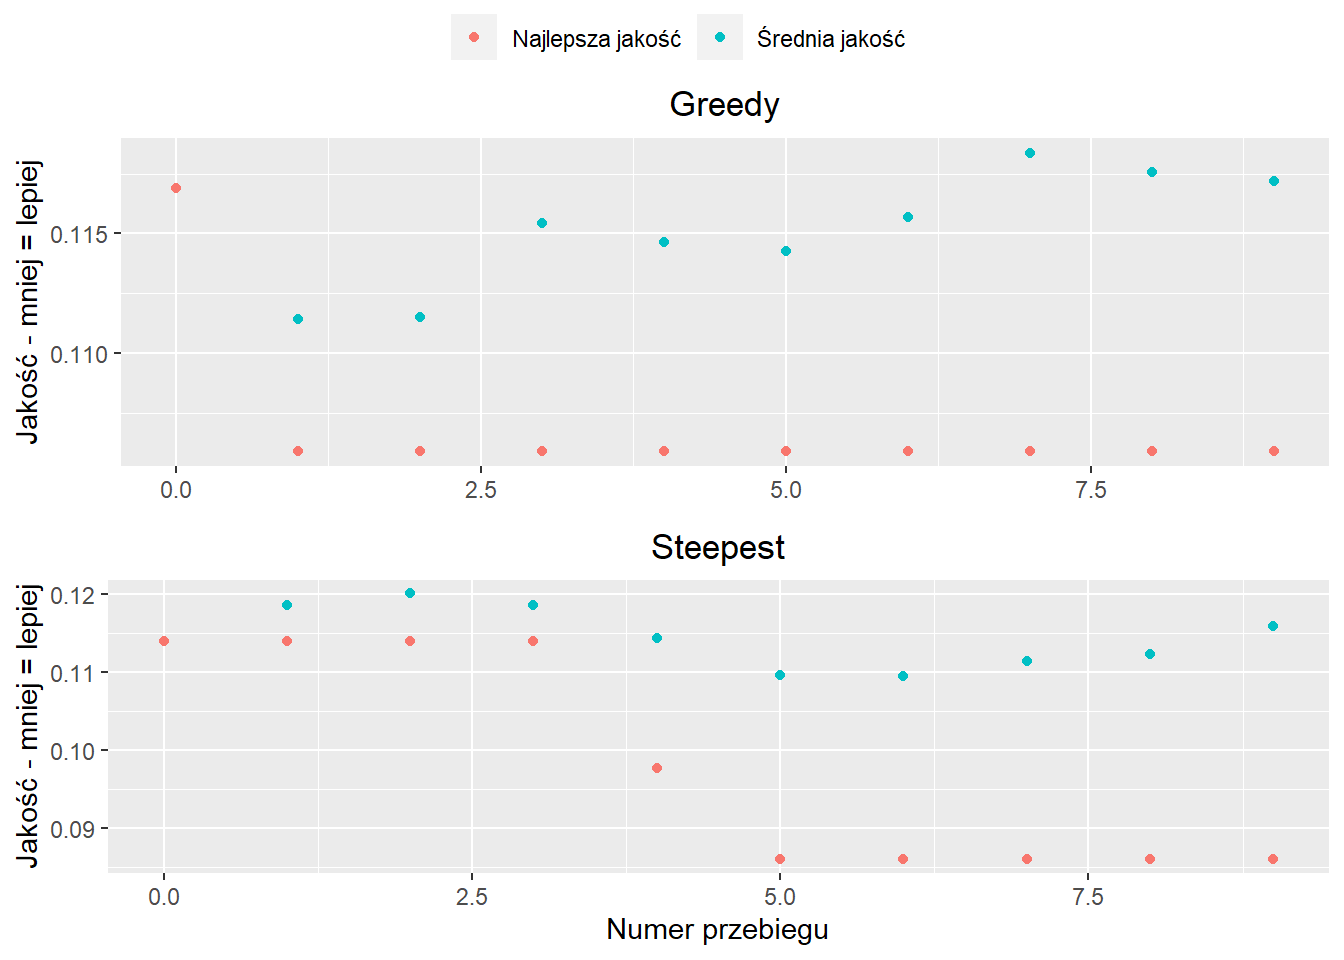 Najlepsza jakość Średnia jakość
Greedy
Jakość - mniej = lepiej
0.115
0.110
0.0 2.5 5.0 7.5
Steepest
Jakość - mniej = lepiej
0.12
0.11
0.10
0.09
0.0 2.5 5.0 7.5
Numer przebiegu